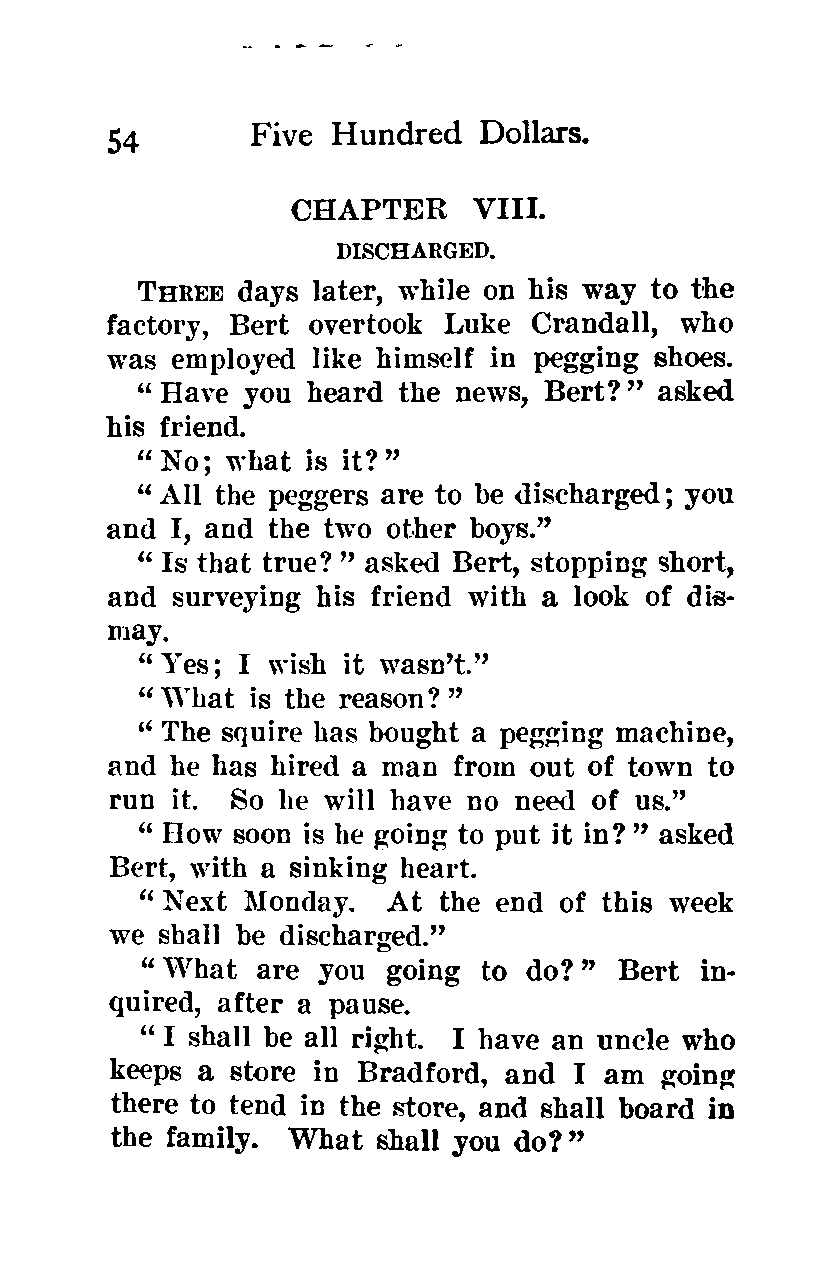 54 Five Hundred Dollars.
CHAPTER VIII.
DISCHARGED.
THREE days later, while on his way to the
factory, Bert overtook Luke Crandall, who
was employed like himself in pegging shoes.
“Have you heard the news, Bert?” asked
his friend.
“No; what is it?”
“All the peggers are to be discharged; you
and I, and the two other boys.”
“Is that true?” asked Bert, stopping short,
and surveying his friend with a look of dis-
may.
“Yes; I wish it wasn’t.”
“What is the reason?”
“The squire has bought a pegging machine,
and he has hired a man from out of town to
run it. So he will have no need of us.”
“How soon is he going to put it in?” asked
Bert, with a sinking heart.
“Next Monday. At the end of this week
we shall be discharged.”
“What are you going to do?” Bert in-
quired, after a pause.
“I shall be all right. I have an uncle who
keeps a store in Bradford, and I am going
there to tend in the store, and shall board in
the family. What shall you do?”